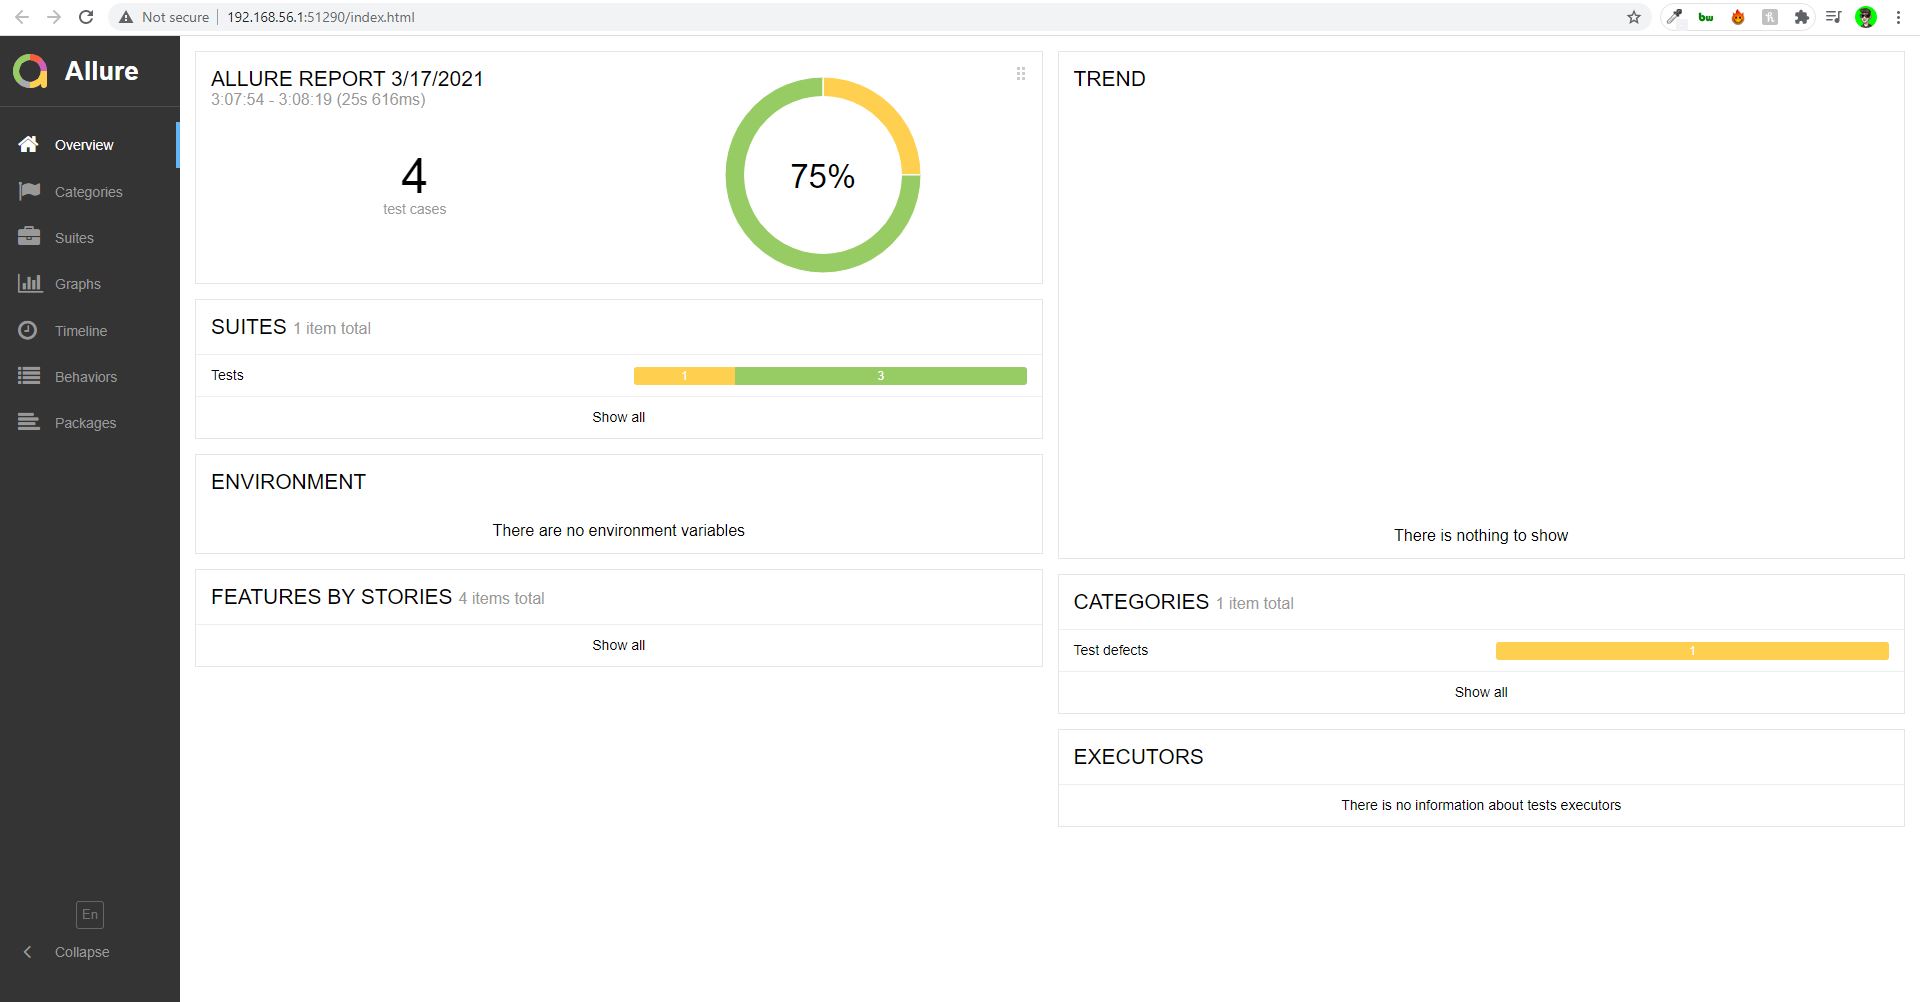 Not secure
192.168.56.1:51290/index.html
bw
Allure
Overview
Categories
Suites
Graphs
Timeline
Behaviors
Packages
En
Collapse
ALLURE REPORT 3/17/2021
3:07:54 - 3:08:19 (25s 616ms)
4
test cases
75%
SUITES 1 item total
Tests
1
3
Show all
ENVIRONMENT
There are no environment variables
FEATURES BY STORIES 4 items total
Show all
TREND
There is nothing to show
CATEGORIES 1 item total
Test defects
1
Show all
EXECUTORS
There is no information about tests executors